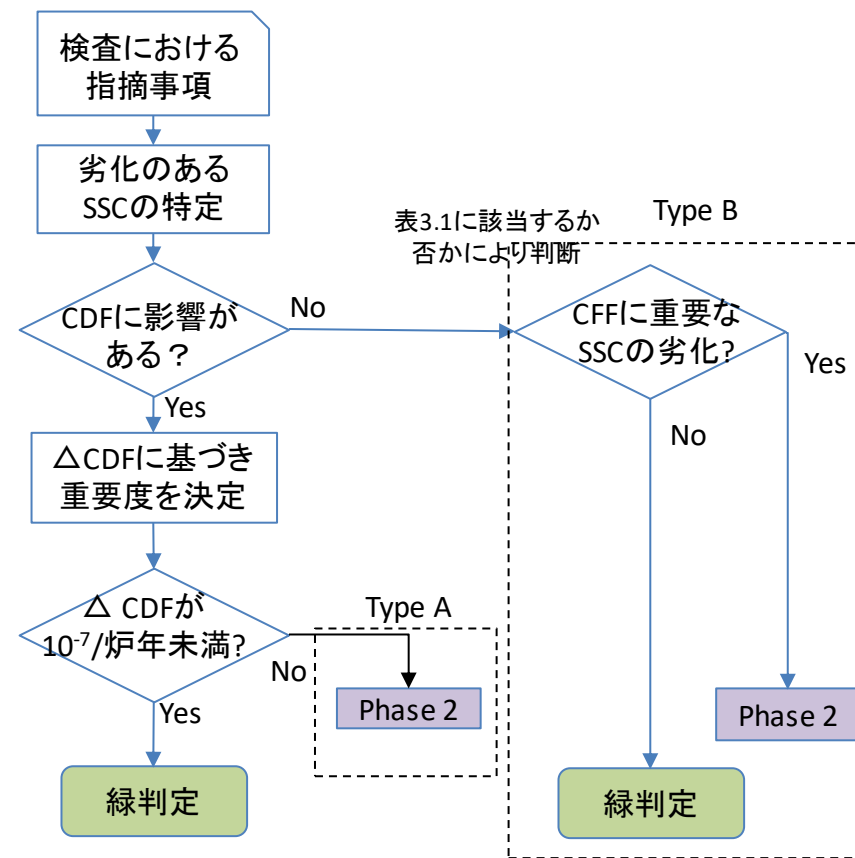 検査における
指摘事項
劣化のある
SSCの特定
表3.1に該当するか
否かにより判断
Type B
CDFに影響が
ある？
No
CFFに重要な
SSCの劣化?
Yes
Yes
No
△CDFに基づき
重要度を決定
△ CDFが
10⁻⁷/炉年未満?
Type A
No
Phase 2
Yes
Phase 2
緑判定
緑判定